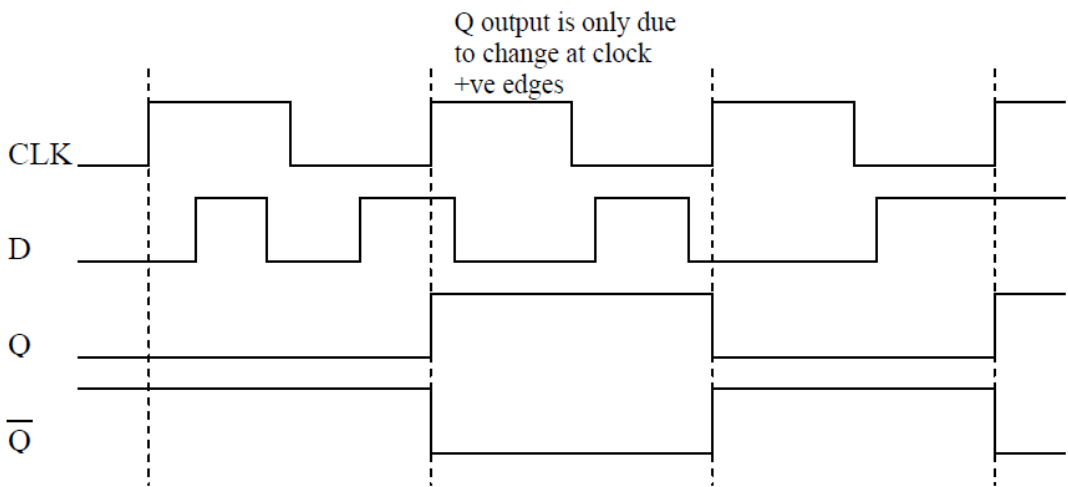 Q output is only due
to change at clock
+ve edges
CLK
D
Q
Q̅